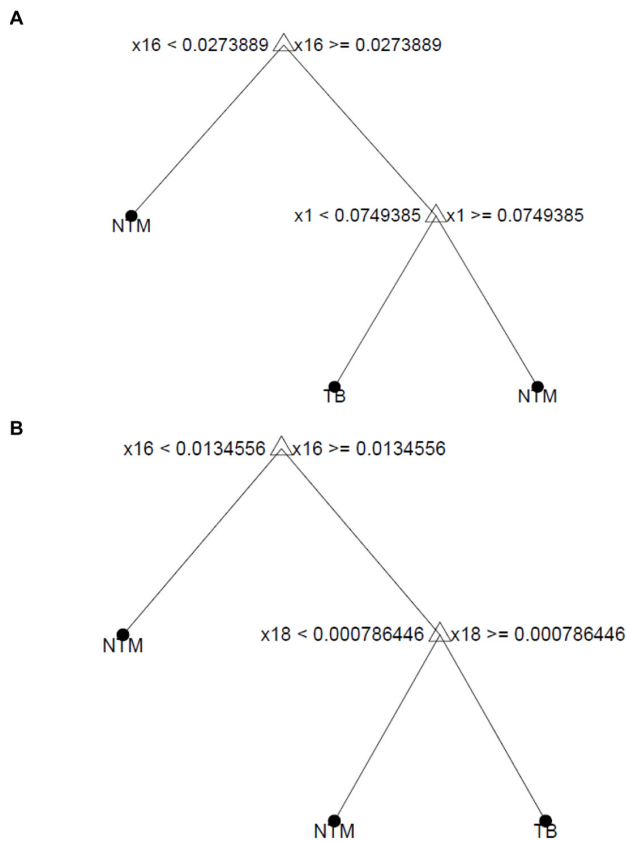 A
x16 < 0.0273889 x16 >= 0.0273889
NTM
x1 < 0.0749385 x1 >= 0.0749385
TB NTM
B
x16 < 0.0134556 x16 >= 0.0134556
NTM
x18 < 0.000786446 x18 >= 0.000786446
NTM TB